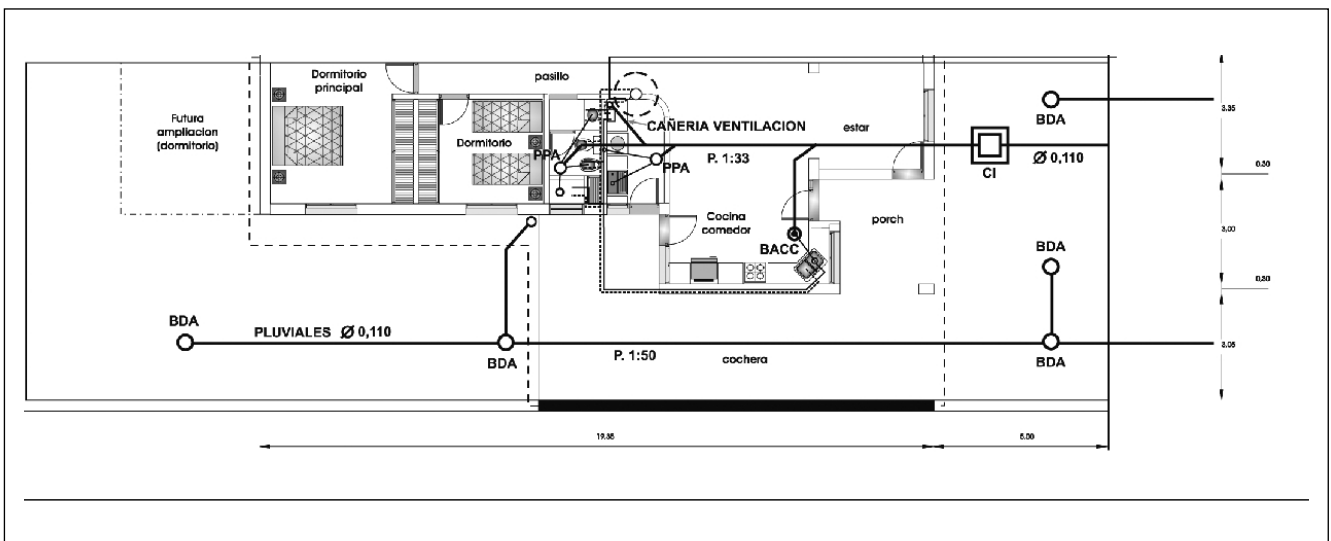 Dormitorio
principal
pasillo
Futura
ampliacion
(dormitorio)
Dormitorio
CAÑERIA VENTILACION
estar
BDA
3,35
PPA
PPA
P. 1:33
CI
Ø 0,110
0,30
Cocina
comedor
porch
BACC
3,00
BDA
0,30
BDA
PLUVIALES Ø 0,110
BDA
P. 1:50
cochera
BDA
3,05
19,35
5,00